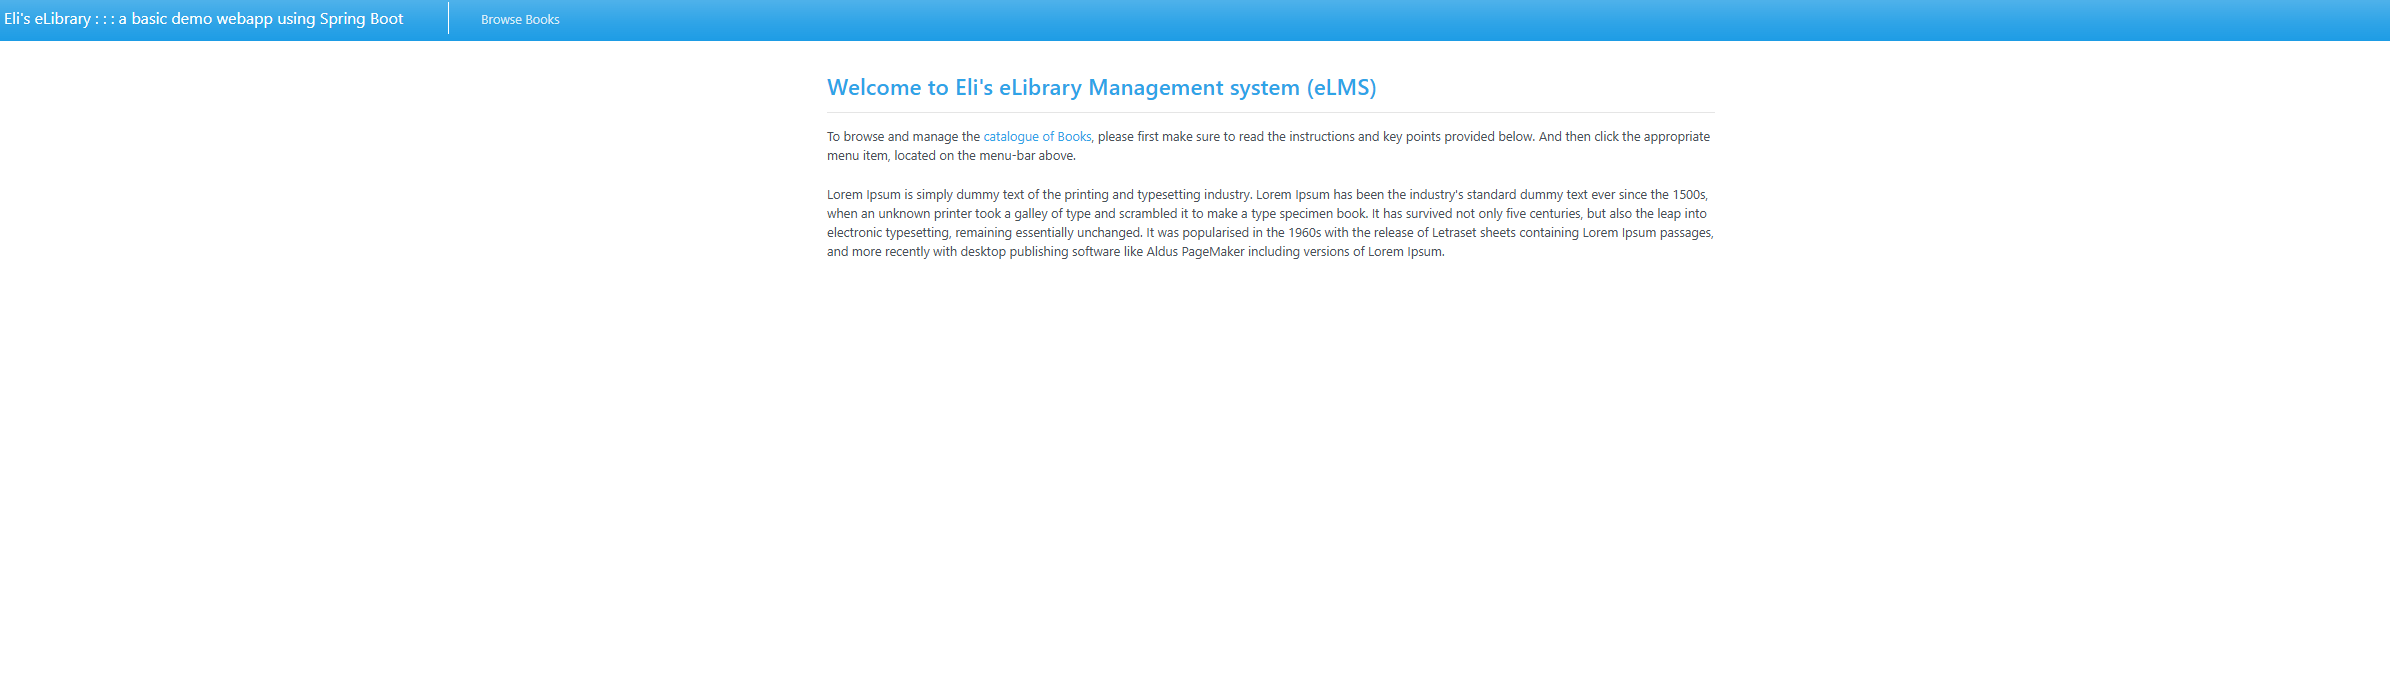 Eli's eLibrary : : : a basic demo webapp using Spring Boot
Browse Books
Welcome to Eli's eLibrary Management system (eLMS)
To browse and manage the catalogue of Books, please first make sure to read the instructions and key points provided below. And then click the appropriate
menu item, located on the menu-bar above.
Lorem Ipsum is simply dummy text of the printing and typesetting industry. Lorem Ipsum has been the industry's standard dummy text ever since the 1500s,
when an unknown printer took a galley of type and scrambled it to make a type specimen book. It has survived not only five centuries, but also the leap into
electronic typesetting, remaining essentially unchanged. It was popularised in the 1960s with the release of Letraset sheets containing Lorem Ipsum passages,
and more recently with desktop publishing software like Aldus PageMaker including versions of Lorem Ipsum.